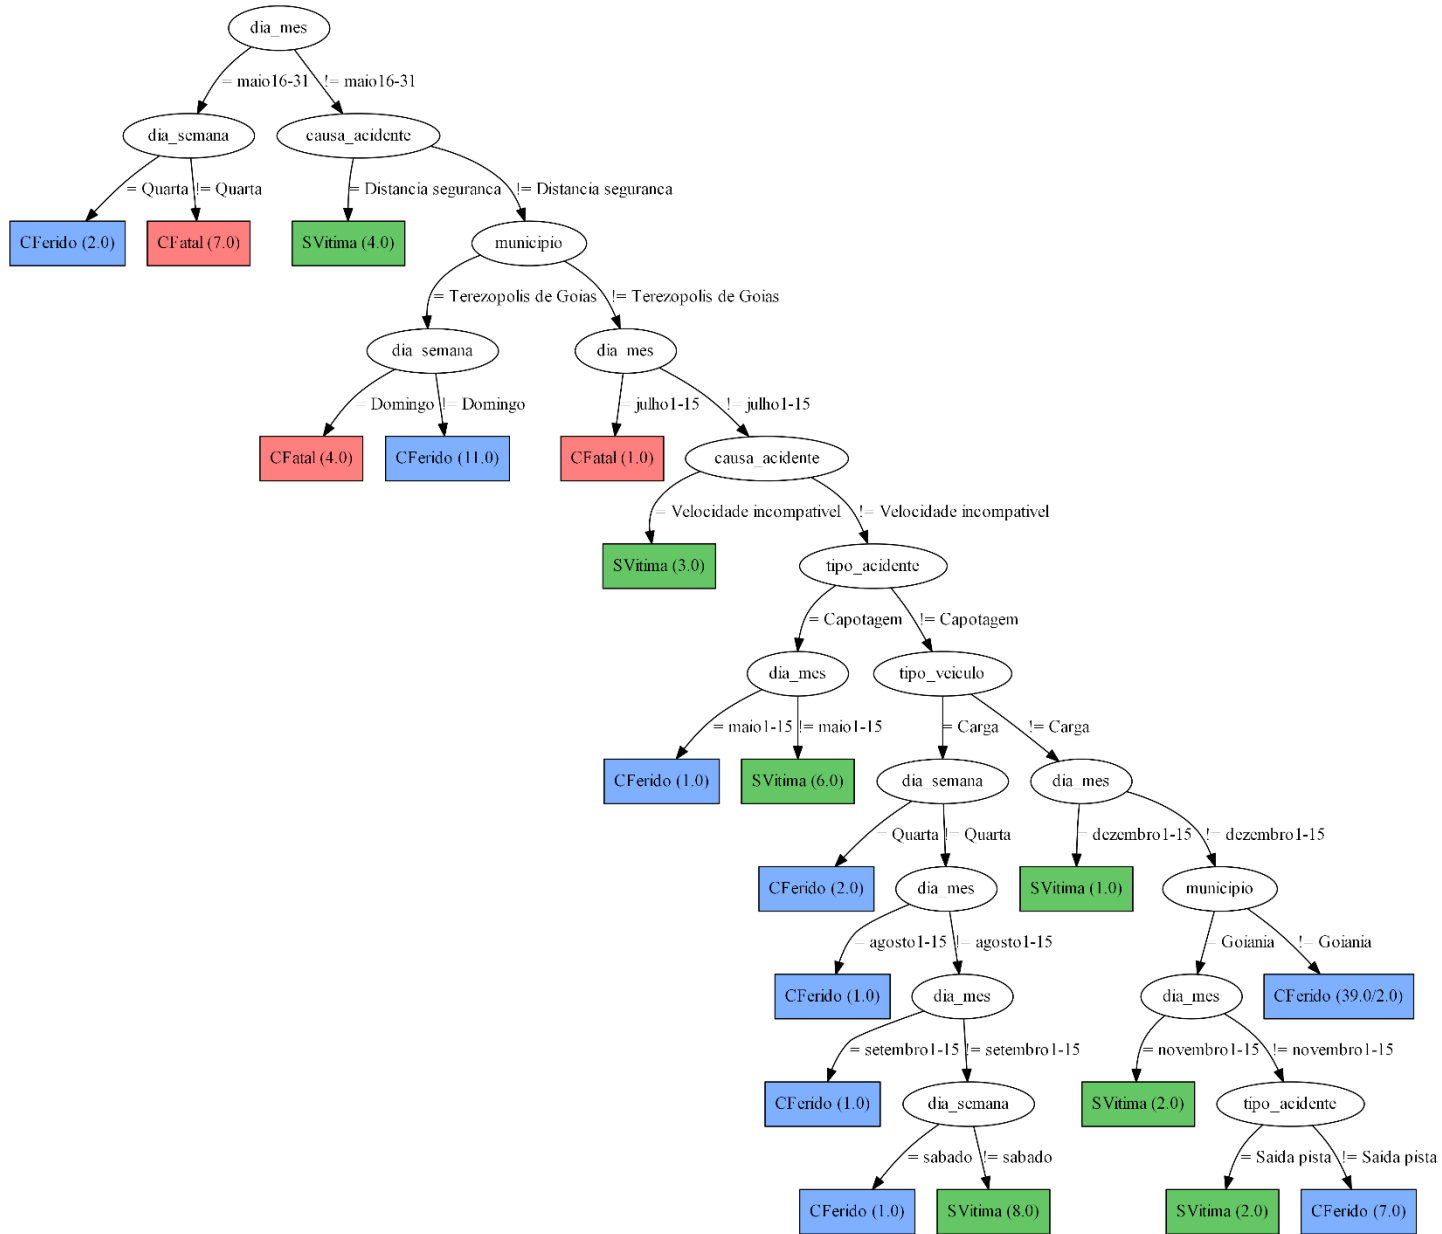 dia_mes
= maio16-31
!= maio16-31
dia_semana
causa_acidente
= Quarta
!= Quarta
= Distancia seguranca
!= Distancia seguranca
CFerido (2.0)
CFatal (7.0)
SVitima (4.0)
municipio
= Terezopolis de Goias
!= Terezopolis de Goias
dia_semana
dia_mes
= Domingo
!= Domingo
= julho1-15
!= julho1-15
CFatal (4.0)
CFerido (11.0)
CFatal (1.0)
causa_acidente
= Velocidade incompativel
!= Velocidade incompativel
SVitima (3.0)
tipo_acidente
= Capotagem
!= Capotagem
dia_mes
tipo_veiculo
= maio1-15
!= maio1-15
= Carga
!= Carga
CFerido (1.0)
SVitima (6.0)
dia_semana
dia_mes
= Quarta
!= Quarta
= dezembro1-15
!= dezembro1-15
CFerido (2.0)
dia_mes
SVitima (1.0)
municipio
= agosto1-15
!= agosto1-15
= Goiania
!= Goiania
CFerido (1.0)
dia_mes
dia_mes
CFerido (39.0/2.0)
= setembro1-15
!= setembro1-15
= novembro1-15
!= novembro1-15
CFerido (1.0)
dia_semana
SVitima (2.0)
tipo_acidente
= sabado
!= sabado
= Saida pista
!= Saida pista
CFerido (1.0)
SVitima (8.0)
SVitima (2.0)
CFerido (7.0)